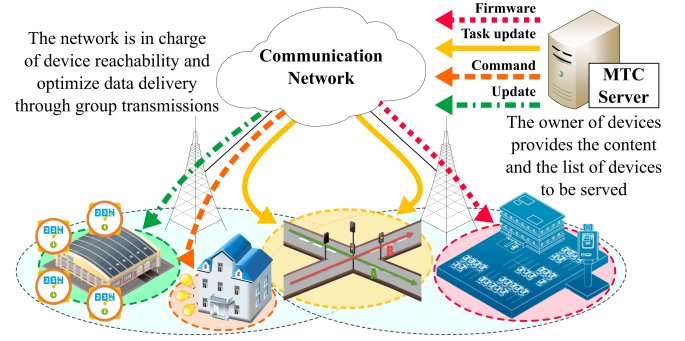 Firmware
Task update
Command
Update
MTC
Server
Communication
Network
The network is in charge
of device reachability and
optimize data delivery
through group transmissions
The owner of devices
provides the content
and the list of devices
to be served